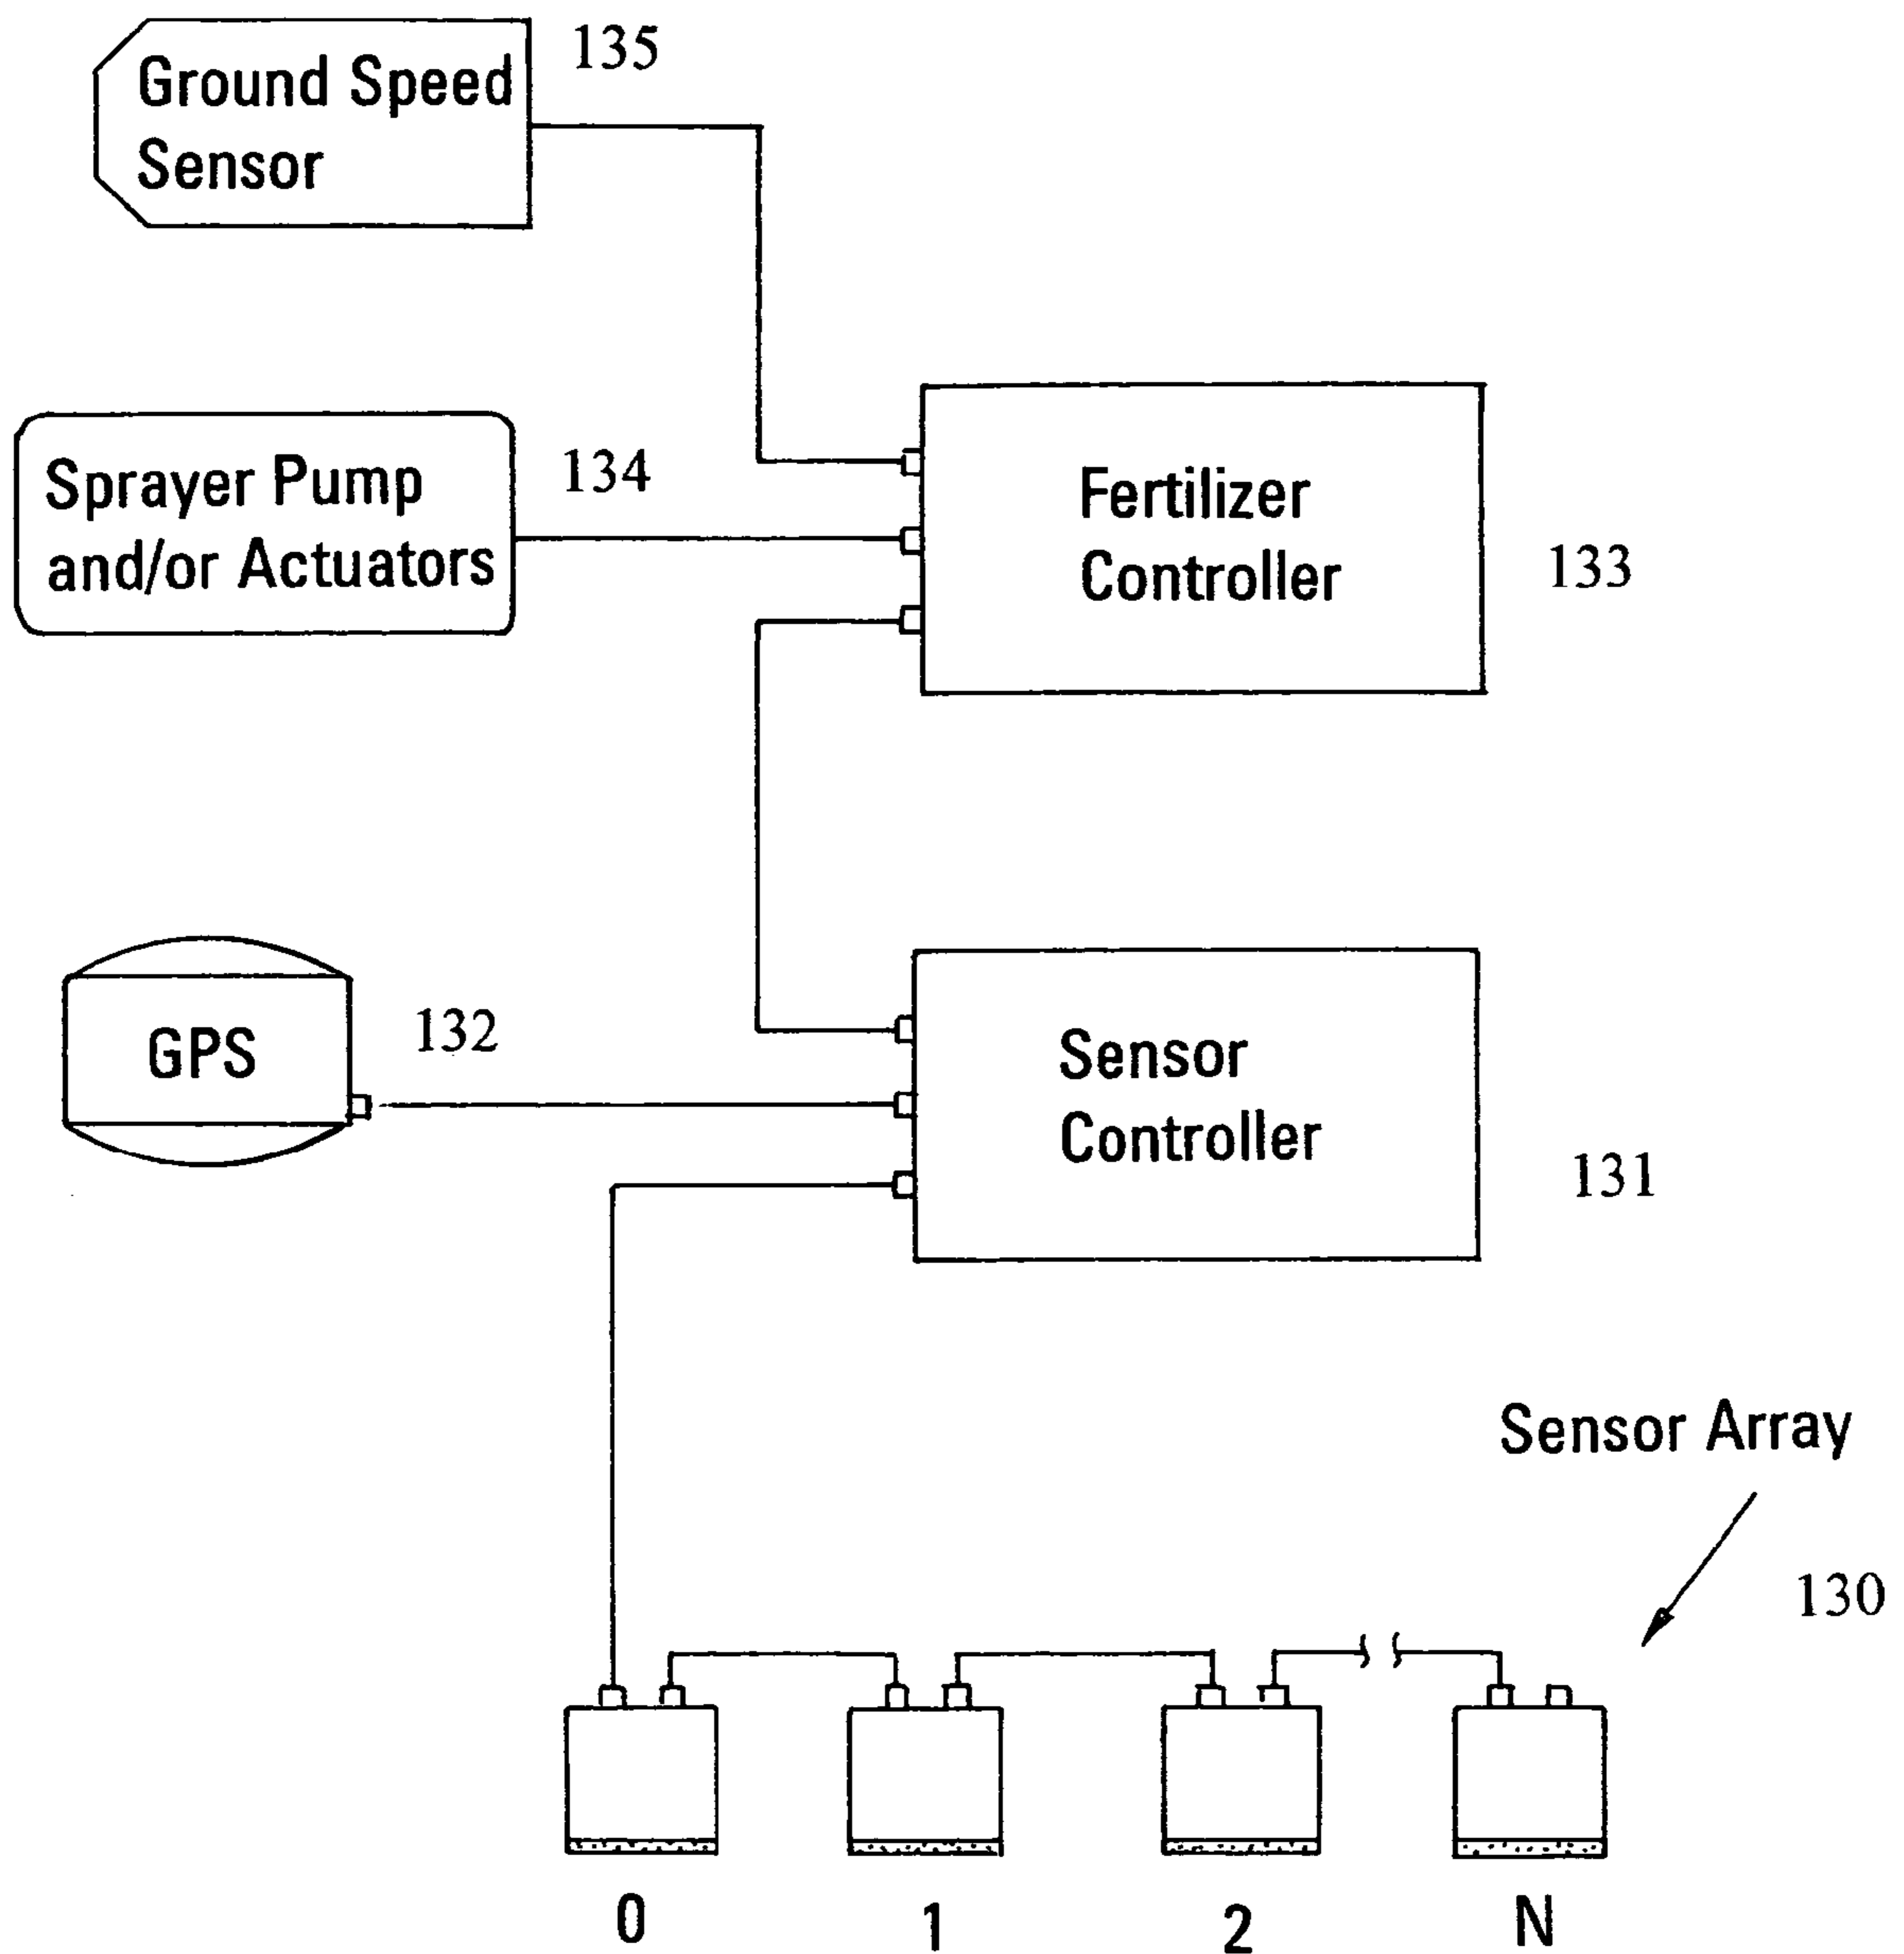 135
Ground Speed
Sensor
134
Sprayer Pump
and/or Actuators
Fertilizer
Controller
133
132
GPS
Sensor
Controller
131
Sensor Array
130
0 1 2 N